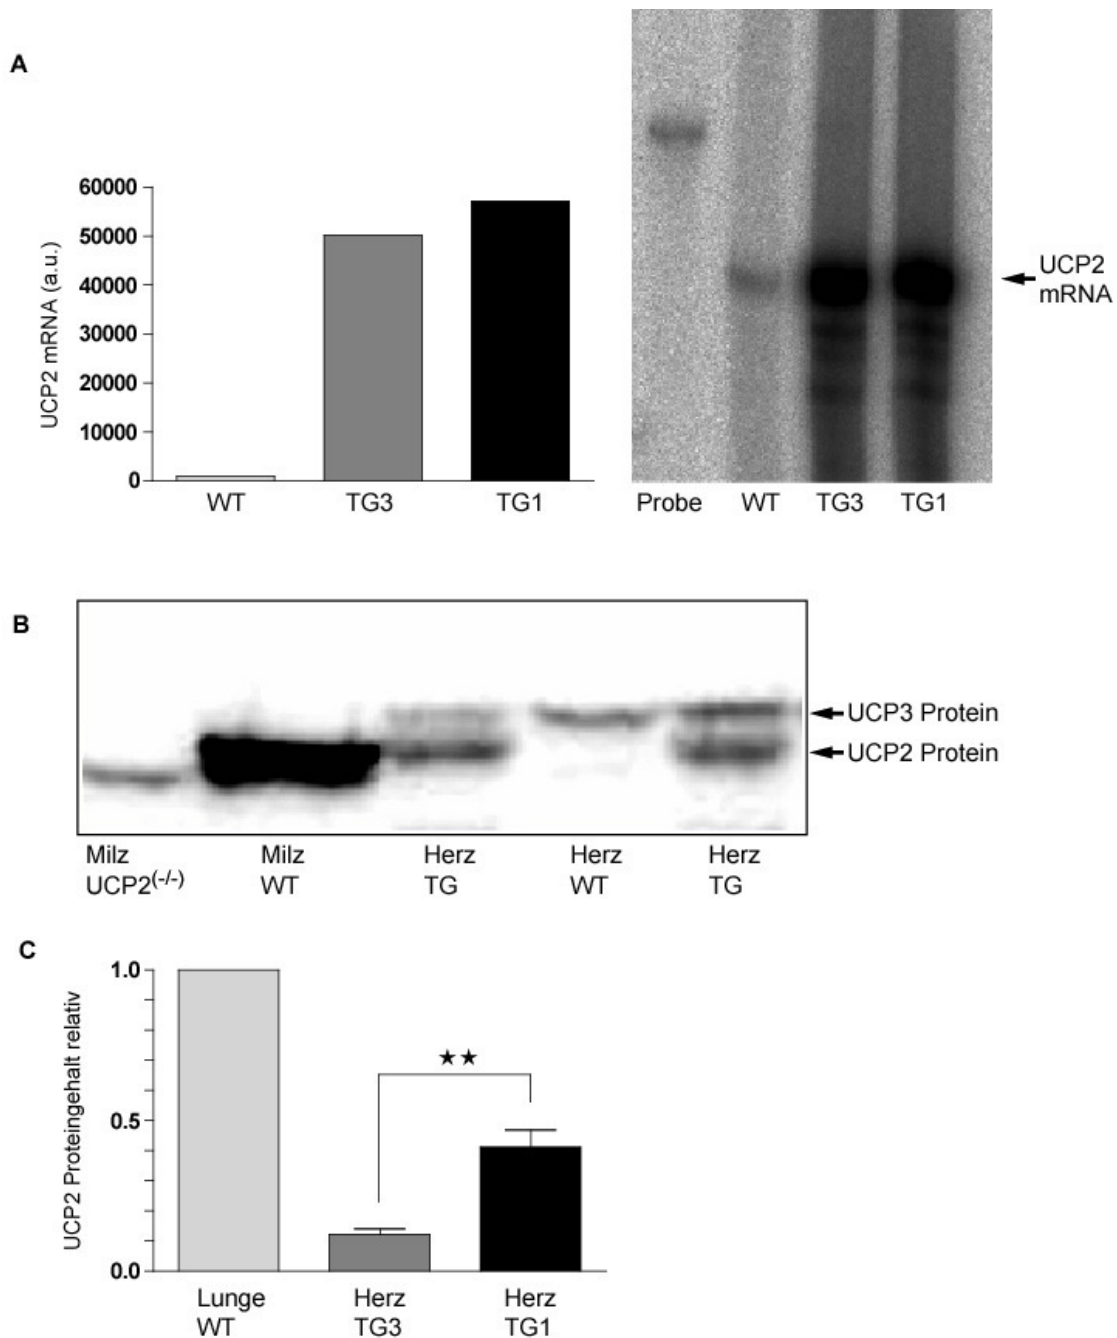 A
UCP2 mRNA (a.u.)
60000
50000
40000
30000
20000
10000
0
WT TG3 TG1
UCP2
mRNA
Probe WT TG3 TG1
B
UCP3 Protein
UCP2 Protein
Milz Milz Herz Herz Herz
UCP2(-/-) WT TG WT TG
C
UCP2 Proteingehalt relativ
1.0
0.5
0.0
★★
Lunge Herz Herz
WT TG3 TG1